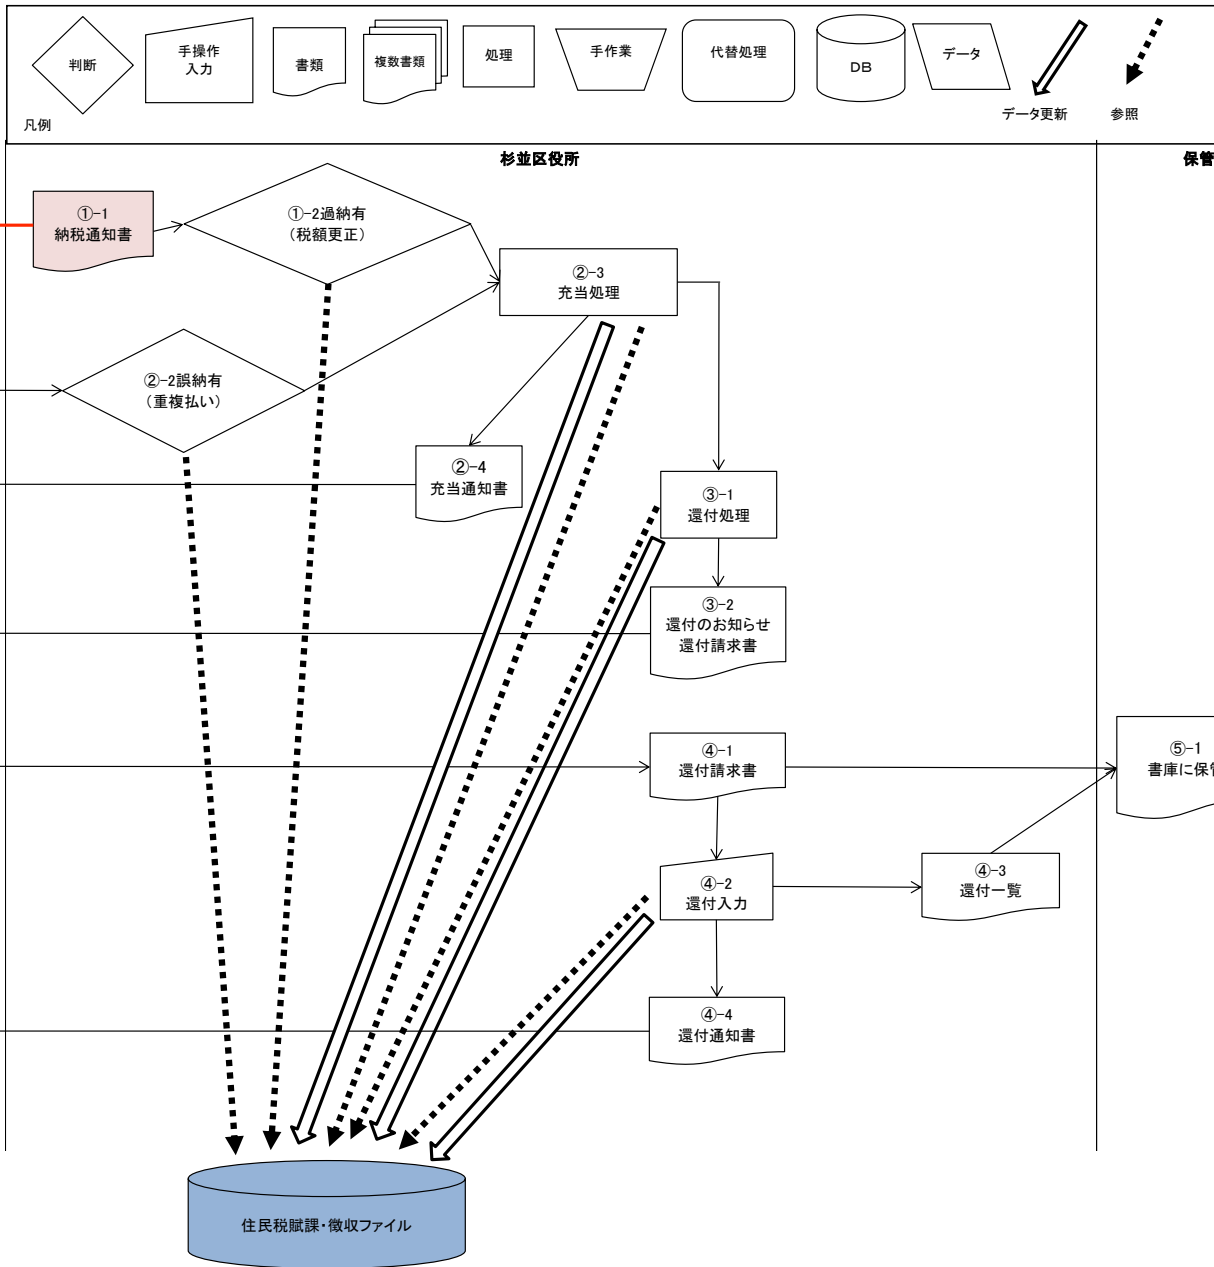 判断
手操作
入力
書類
複数書類
処理
手作業
代替処理
DB
データ
データ更新
参照
凡例
杉並区役所
保管
①-1
納税通知書
①-2過納有
(税額更正)
②-3
充当処理
②-2誤納有
(重複払い)
②-4
充当通知書
③-1
還付処理
③-2
還付のお知らせ
還付請求書
④-1
還付請求書
⑤-1
書庫に保管
④-2
還付入力
④-3
還付一覧
④-4
還付通知書
住民税賦課・徴収ファイル